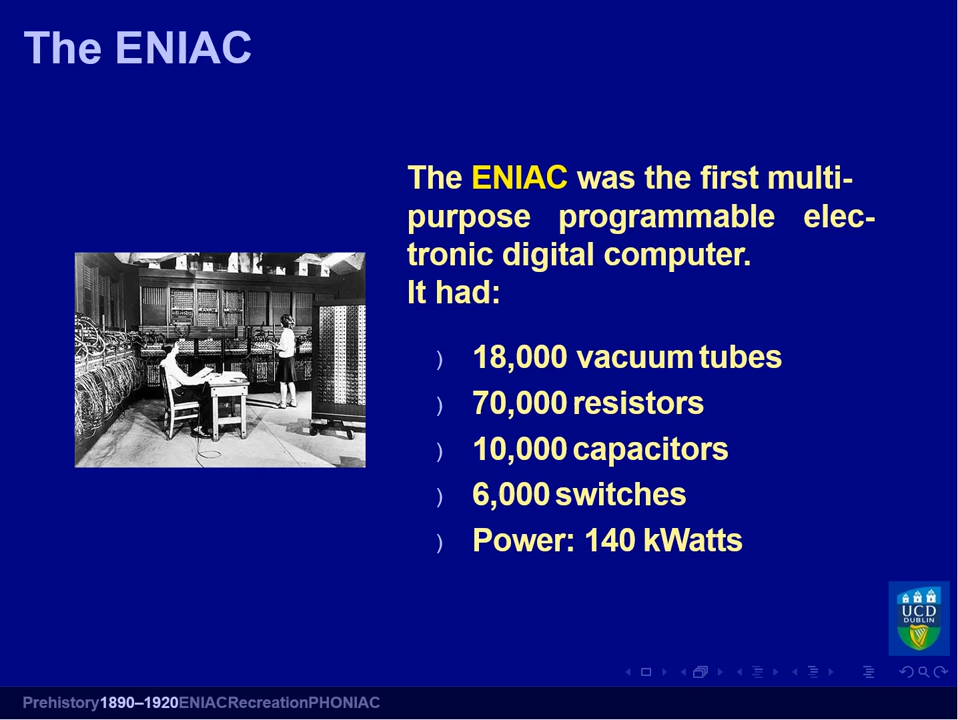 The ENIAC
The ENIAC was the first multi-
purpose programmable elec-
tronic digital computer.
It had:
) 18,000 vacuum tubes
) 70,000 resistors
) 10,000 capacitors
) 6,000 switches
) Power: 140 kWatts
UCD
DUBLIN
Prehistory1890–1920ENIACRecreationPHONIAC